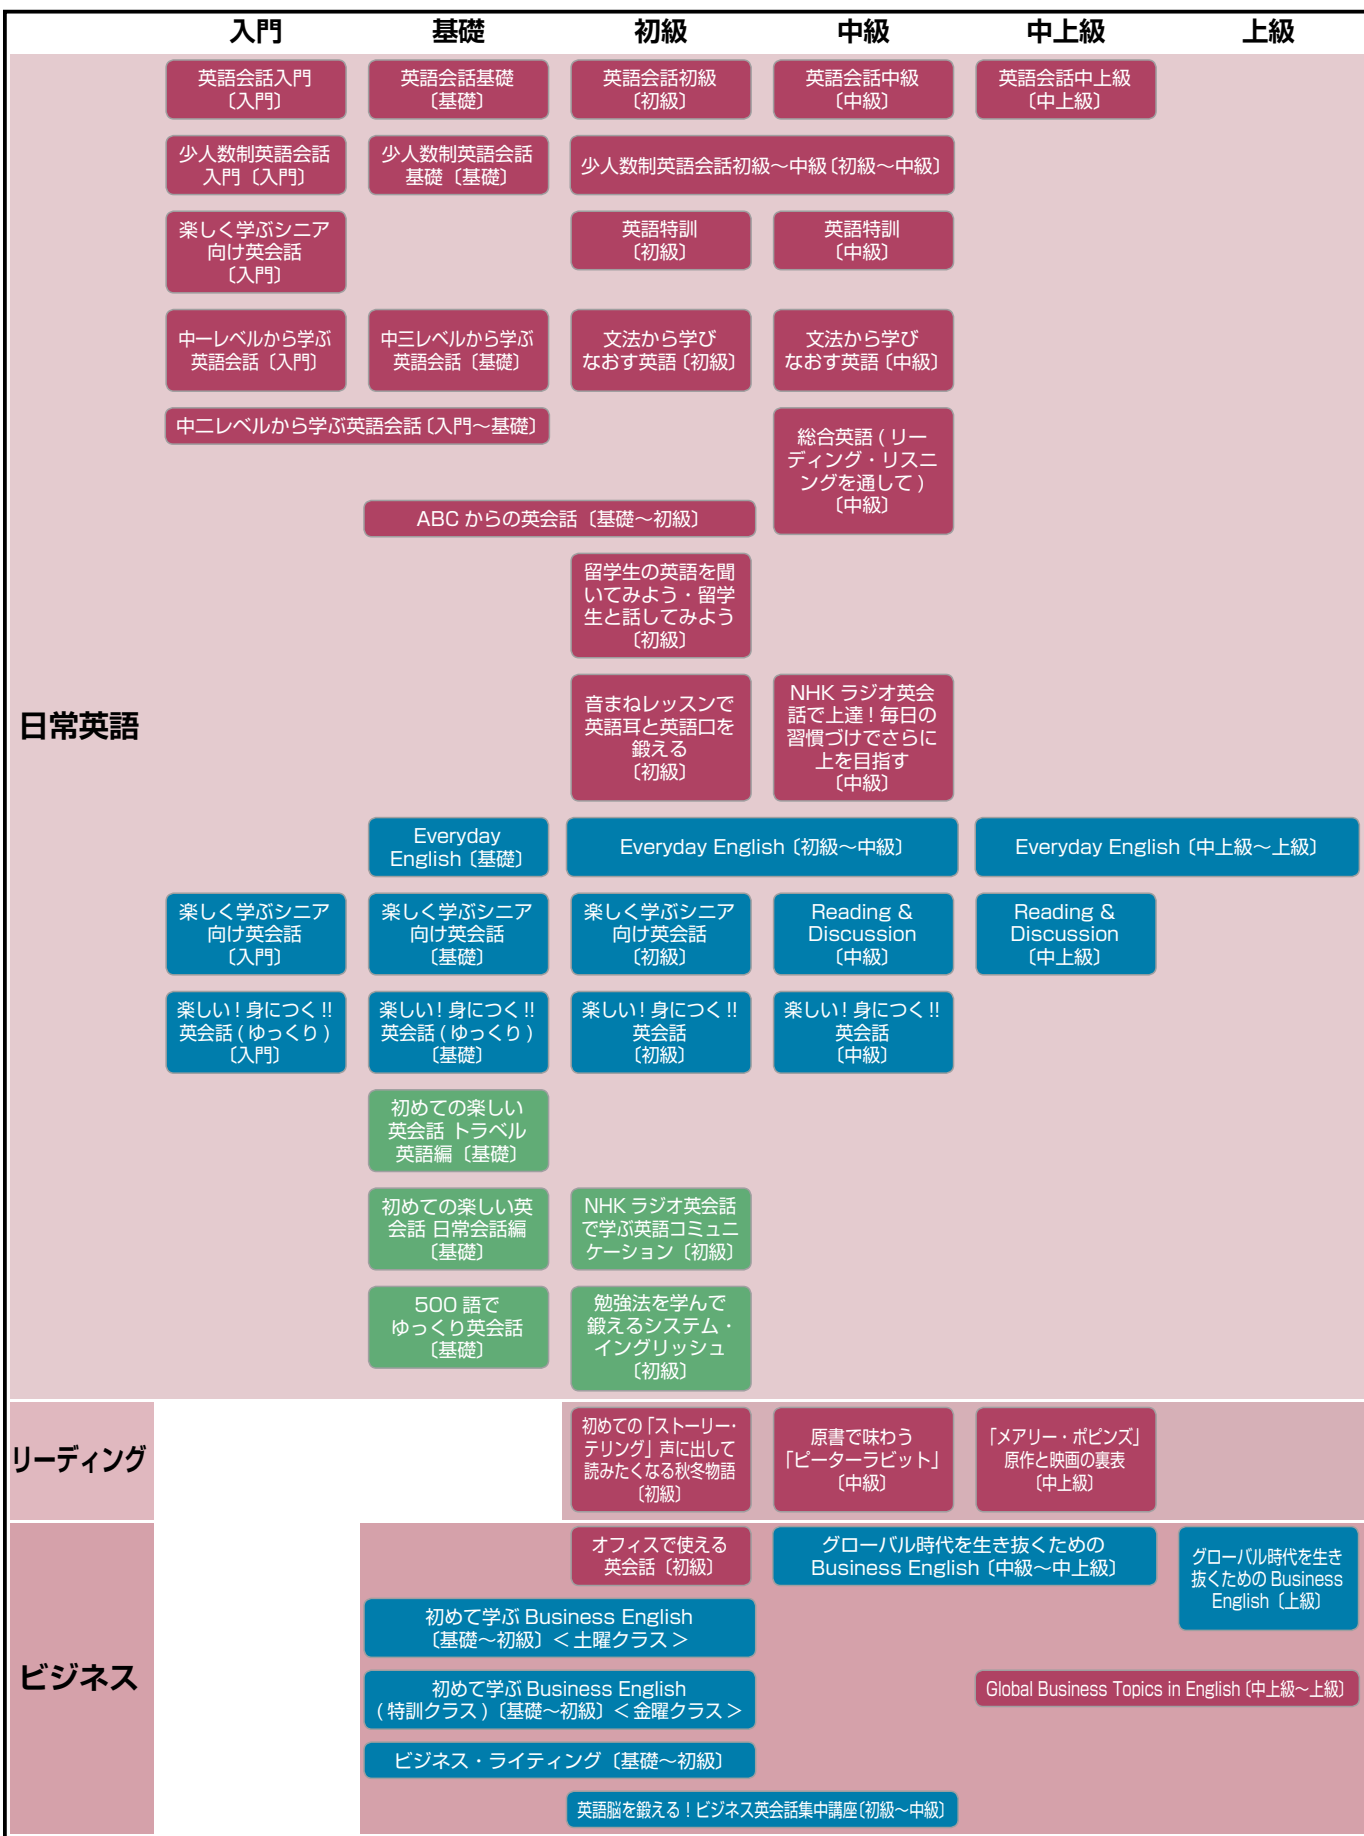 入門 基礎 初級 中級 中上級 上級
日常英語
英語会話入門
〔入門〕
英語会話基礎
〔基礎〕
英語会話初級
〔初級〕
英語会話中級
〔中級〕
英語会話中上級
〔中上級〕
少人数制英語会話
入門〔入門〕
少人数制英語会話
基礎〔基礎〕
少人数制英語会話初級～中級〔初級～中級〕
楽しく学ぶシニア
向け英会話
〔入門〕
英語特訓
〔初級〕
英語特訓
〔中級〕
中一レベルから学ぶ
英語会話〔入門〕
中三レベルから学ぶ
英語会話〔基礎〕
文法から学び
なおす英語〔初級〕
文法から学び
なおす英語〔中級〕
中二レベルから学ぶ英語会話〔入門～基礎〕
総合英語(リー
ディング・リスニ
ングを通して)
〔中級〕
ABC からの英会話〔基礎～初級〕
留学生の英語を聞
いてみよう・留学
生と話してみよう
〔初級〕
音まねレッスンで
英語耳と英語口を
鍛える
〔初級〕
NHK ラジオ英会
話で上達！毎日の
習慣づけでさらに
上を目指す
〔中級〕
Everyday
English〔基礎〕
Everyday English〔初級～中級〕
Everyday English〔中上級～上級〕
楽しく学ぶシニア
向け英会話
〔入門〕
楽しく学ぶシニア
向け英会話
〔基礎〕
楽しく学ぶシニア
向け英会話
〔初級〕
Reading &
Discussion
〔中級〕
Reading &
Discussion
〔中上級〕
楽しい！身につく!!
英会話(ゆっくり)
〔入門〕
楽しい！身につく!!
英会話(ゆっくり)
〔基礎〕
楽しい！身につく!!
英会話
〔初級〕
楽しい！身につく!!
英会話
〔中級〕
初めての楽しい
英会話 トラベル
英語編〔基礎〕
初めての楽しい英
会話 日常会話編
〔基礎〕
NHK ラジオ英会話
で学ぶ英語コミュニ
ケーション〔初級〕
500 語で
ゆっくり英会話
〔基礎〕
勉強法を学んで
鍛えるシステム・
イングリッシュ
〔初級〕
リーディング
初めての「ストーリー・
テリング」声に出して
読みたくなる秋冬物語
〔初級〕
原書で味わう
「ピーターラビット」
〔中級〕
「メアリー・ポピンズ」
原作と映画の裏表
〔中上級〕
ビジネス
オフィスで使える
英会話〔初級〕
グローバル時代を生き抜くための
Business English〔中級～中上級〕
グローバル時代を生き
抜くための Business
English〔上級〕
初めて学ぶ Business English
〔基礎～初級〕＜土曜クラス＞
初めて学ぶ Business English
(特訓クラス)〔基礎～初級〕＜金曜クラス＞
Global Business Topics in English〔中上級～上級〕
ビジネス・ライティング〔基礎～初級〕
英語脳を鍛える！ビジネス英会話集中講座〔初級～中級〕